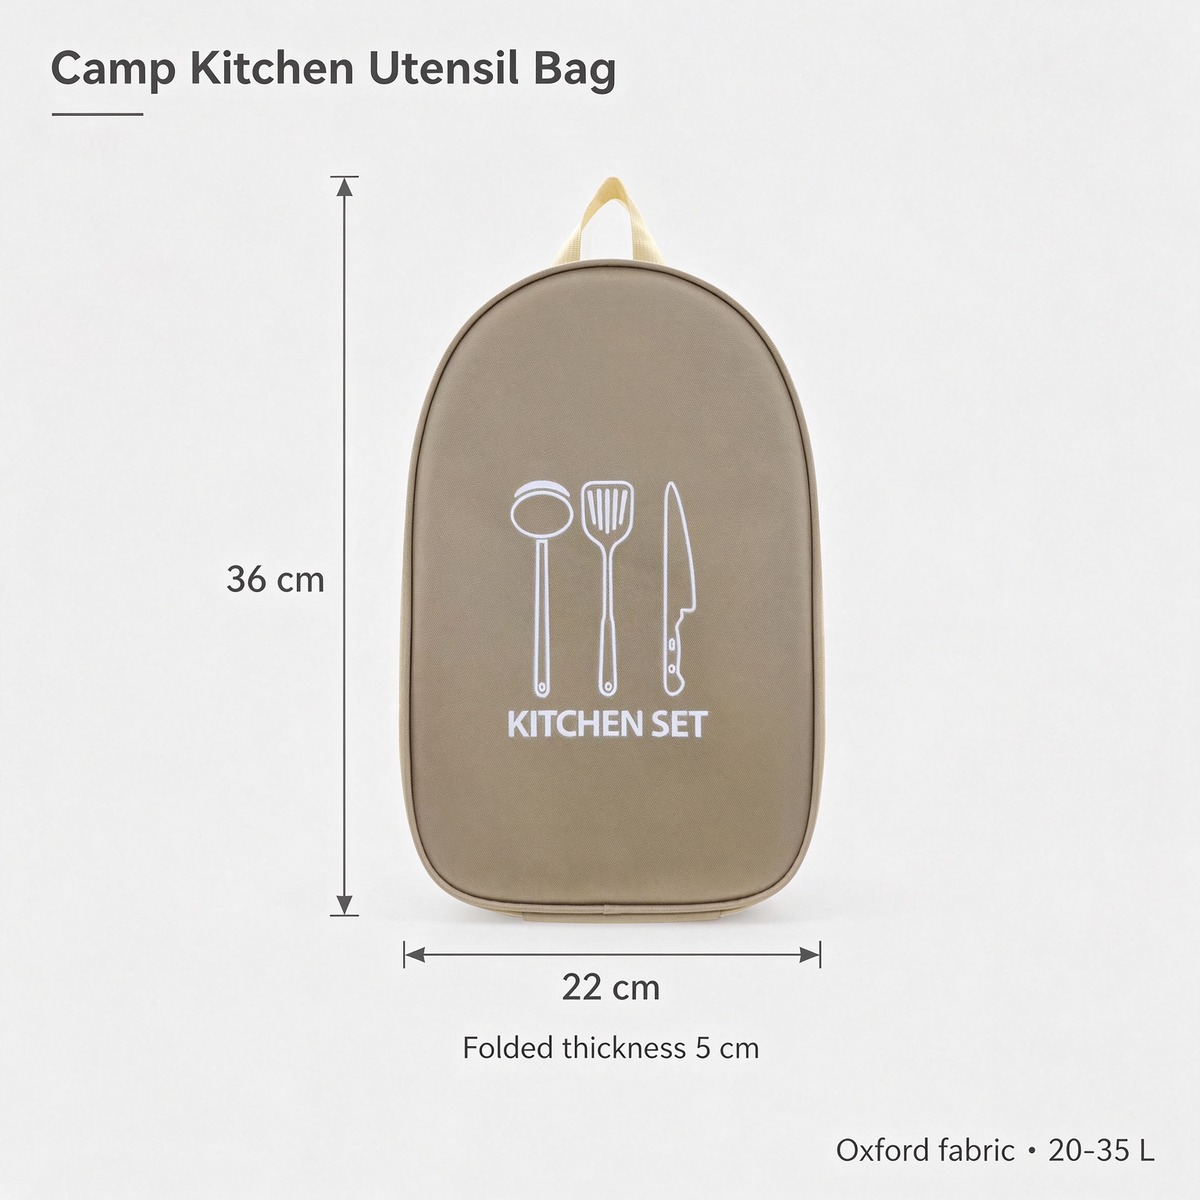 Camp Kitchen Utensil Bag
36 cm
KITCHEN SET
22 cm
Folded thickness 5 cm
Oxford fabric • 20-35 L